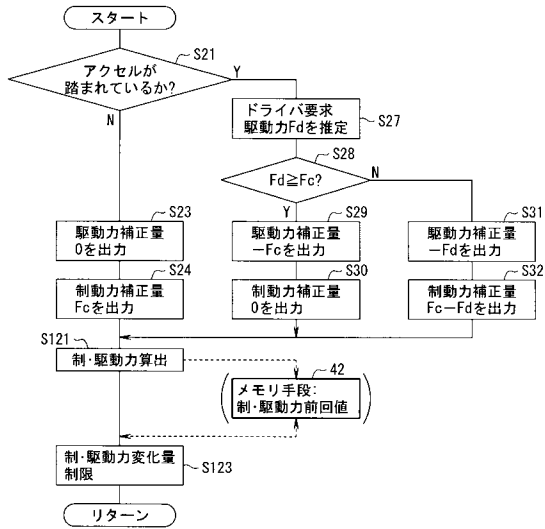 スタート
S21
アクセルが
踏まれているか?
Y
N
ドライバ要求
駆動力Fdを推定
S27
S28
Fd≧Fc?
N
Y
S23
駆動力補正量
0を出力
S29
駆動力補正量
−Fcを出力
S31
駆動力補正量
−Fdを出力
S24
制動力補正量
Fcを出力
S30
制動力補正量
0を出力
S32
制動力補正量
Fc−Fdを出力
S121
制・駆動力算出
42
メモリ手段:
制・駆動力前回値
制・駆動力変化量
制限
S123
リターン